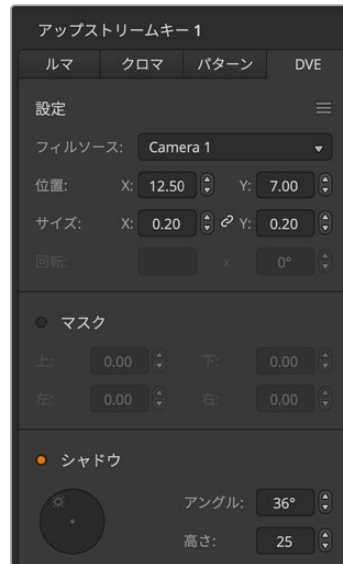 アップストリームキー 1
ルマ クロマ パターン DVE
設定
フィルソース: Camera 1
位置: X: 12.50 Y: 7.00
サイズ: X: 0.20 Y: 0.20
回転: x 0°
マスク
上: 0.00 下: 0.00
左: 0.00 右: 0.00
シャドウ
アングル: 36°
高さ: 25